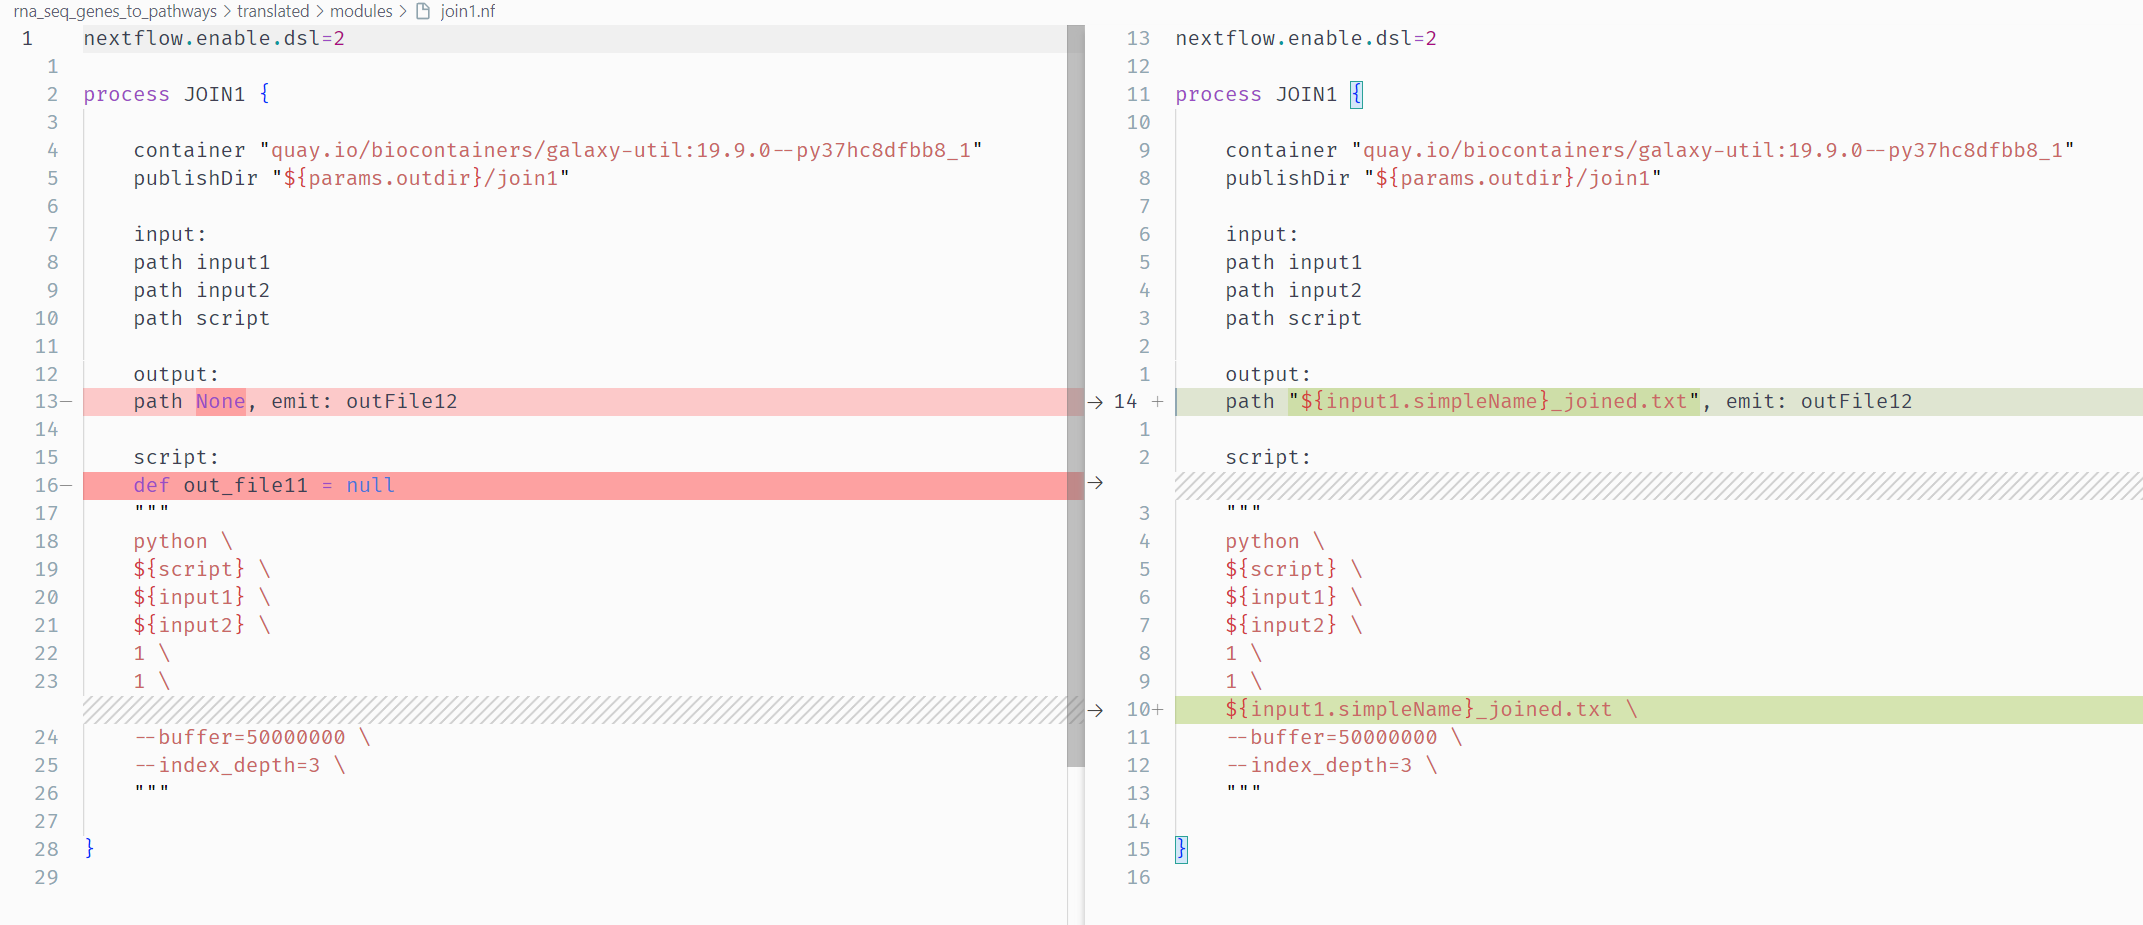 rna_seq_genes_to_pathways > translated > modules > join1.nf
1 nextflow.enable.dsl=2
1
2 process JOIN1 {
3
4 container "quay.io/biocontainers/galaxy-util:19.9.0--py37hc8dfbb8_1"
5 publishDir "${params.outdir}/join1"
6
7 input:
8 path input1
9 path input2
10 path script
11
12 output:
13− path None, emit: outFile12
14
15 script:
16− def out_file11 = null
17 """
18 python \
19 ${script} \
20 ${input1} \
21 ${input2} \
22 1 \
23 1 \
24 --buffer=50000000 \
25 --index_depth=3 \
26 """
27
28 }
29
13 nextflow.enable.dsl=2
12
11 process JOIN1 {
10
9 container "quay.io/biocontainers/galaxy-util:19.9.0--py37hc8dfbb8_1"
8 publishDir "${params.outdir}/join1"
7
6 input:
5 path input1
4 path input2
3 path script
2
1 output:
→ 14 + path "${input1.simpleName}_joined.txt", emit: outFile12
1
2 script:
→
3 """
4 python \
5 ${script} \
6 ${input1} \
7 ${input2} \
8 1 \
9 1 \
→ 10+ ${input1.simpleName}_joined.txt \
11 --buffer=50000000 \
12 --index_depth=3 \
13 """
14
15 }
16